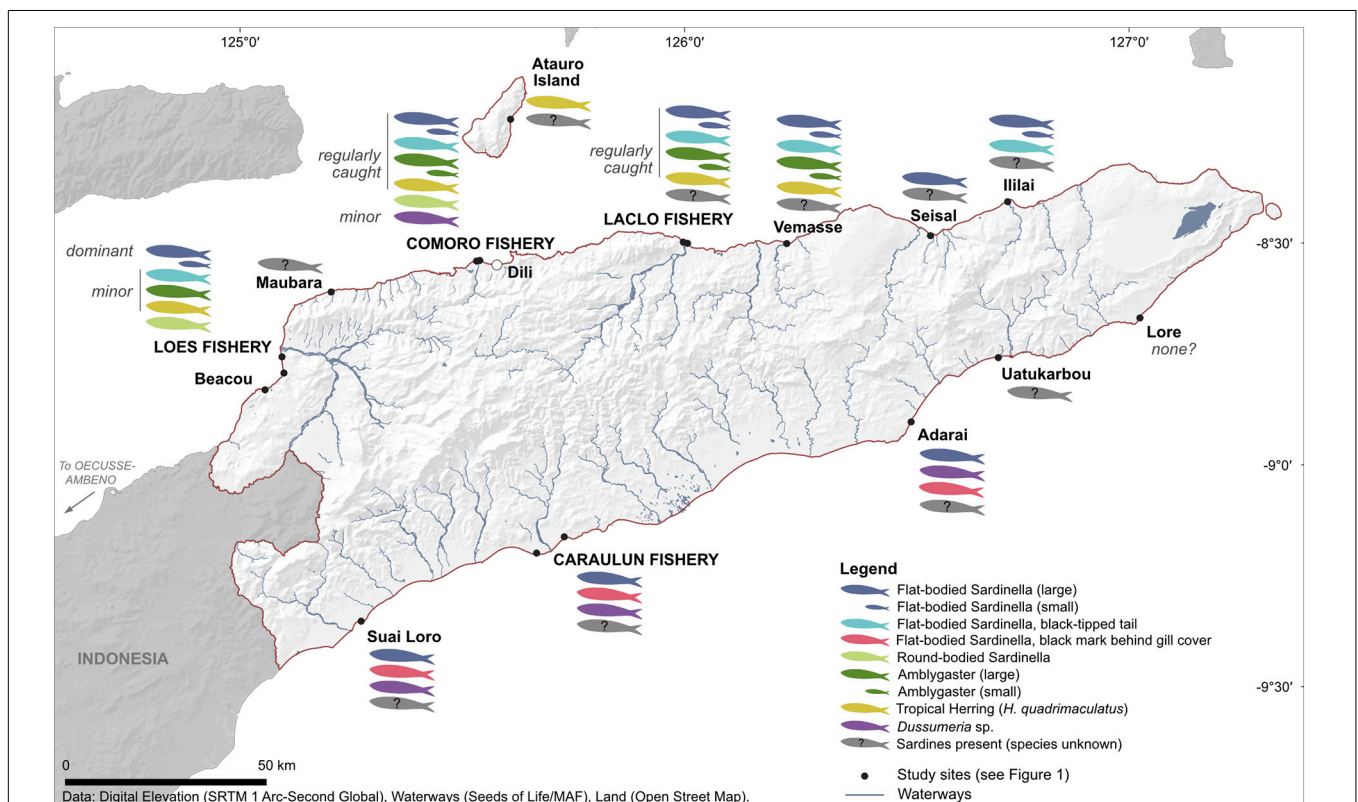 125°0′
126°0′
127°0′
Atauro
Island
regularly
caught
minor
regularly
caught
?
?
?
?
?
Ililai
Seisal
LACLO FISHERY
Vemasse
COMORO FISHERY
Dili
-8°30′
dominant
minor
?
Maubara
LOES FISHERY
Beacou
Lore
none?
Uatukarbou
?
Adarai
?
To OECUSSE-
AMBENO
-9°0′
CARAULUN FISHERY
?
Suai Loro
?
INDONESIA
-9°30′
Legend
Flat-bodied Sardinella (large)
Flat-bodied Sardinella (small)
Flat-bodied Sardinella, black-tipped tail
Flat-bodied Sardinella, black mark behind gill cover
Round-bodied Sardinella
Amblygaster (large)
Amblygaster (small)
Tropical Herring (H. quadrimaculatus)
Dussumeria sp.
? Sardines present (species unknown)
Study sites (see Figure 1)
Waterways
0 50 km
Data: Digital Elevation (SRTM 1 Arc-Second Global), Waterways (Seeds of Life/MAF), Land (Open Street Map).